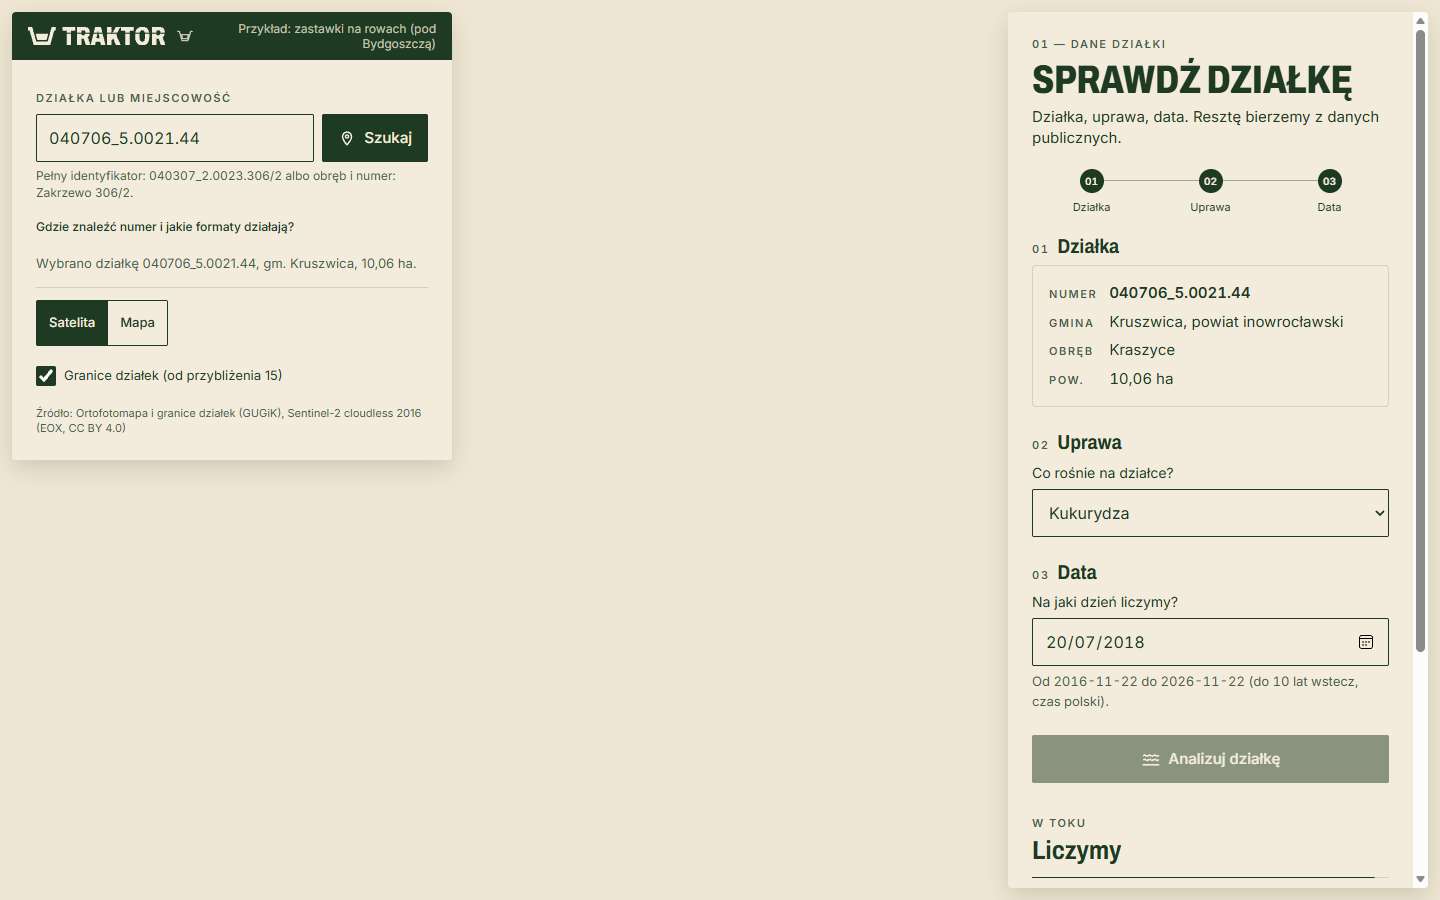 TRAKTOR
Przykład: zastawki na rowach (pod
Bydgoszczą)
DZIAŁKA LUB MIEJSCOWOŚĆ
040706_5.0021.44
Szukaj
Pełny identyfikator: 040307_2.0023.306/2 albo obręb i numer:
Zakrzewo 306/2.
Gdzie znaleźć numer i jakie formaty działają?
Wybrano działkę 040706_5.0021.44, gm. Kruszwica, 10,06 ha.
Satelita
Mapa
Granice działek (od przybliżenia 15)
Źródło: Ortofotomapa i granice działek (GUGiK), Sentinel-2 cloudless 2016
(EOX, CC BY 4.0)
01 — DANE DZIAŁKI
SPRAWDŹ DZIAŁKĘ
Działka, uprawa, data. Resztę bierzemy z danych
publicznych.
01
02
03
Działka
Uprawa
Data
01 Działka
NUMER 040706_5.0021.44
GMINA Kruszwica, powiat inowrocławski
OBRĘB Kraszyce
POW. 10,06 ha
02 Uprawa
Co rośnie na działce?
Kukurydza
03 Data
Na jaki dzień liczymy?
20/07/2018
Od 2016-11-22 do 2026-11-22 (do 10 lat wstecz,
czas polski).
Analizuj działkę
W TOKU
Liczymy